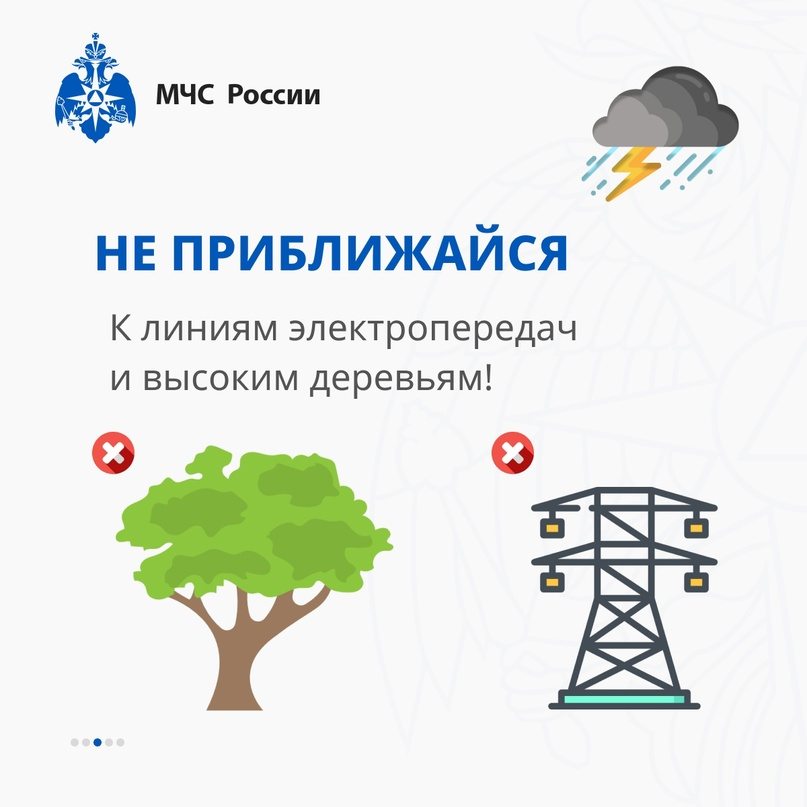 МЧС России
НЕ ПРИБЛИЖАЙСЯ
К линиям электропередач
и высоким деревьям!